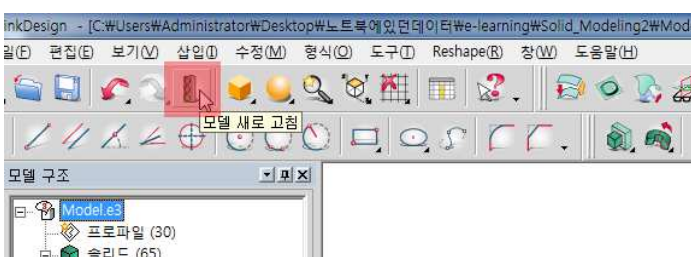 inkDesign - [C:₩Users₩Administrator₩Desktop₩노트북에있던데이터₩e-learning₩Solid_Modeling2₩Mod
일(F) 편집(E) 보기(V) 삽입(I) 수정(M) 형식(O) 도구(T) Reshape(R) 창(W) 도움말(H)
모델 새로 고침
모델 구조
Model.e3
프로파일 (30)
솔리드 (65)